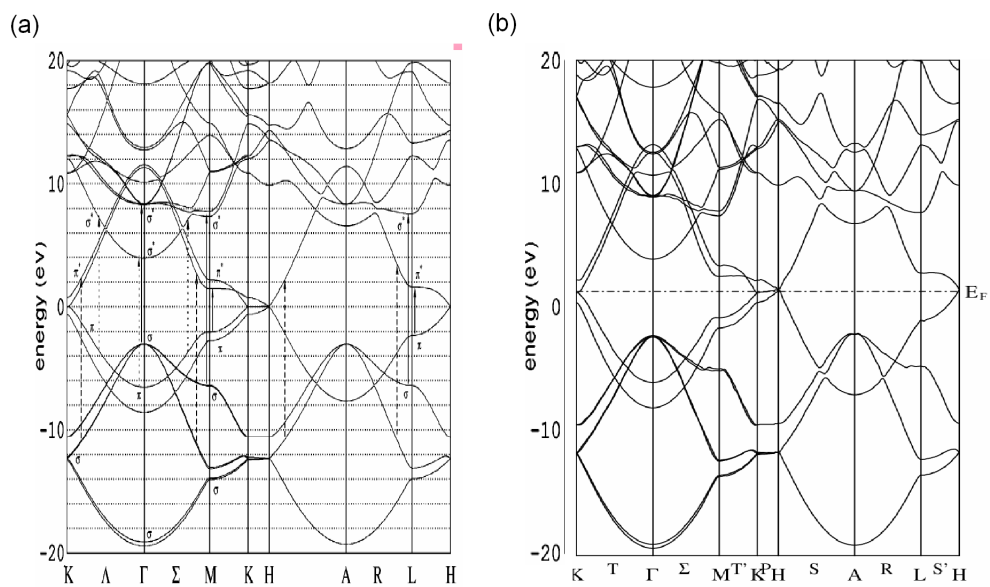 (a)
(b)
20
10
0
−10
−20
energy (eV)
σ*
σ*
σ*
σ*
σ*
π*
π*
π*
π
σ
π
π
π
σ
σ
σ
σ
σ
K Λ Γ Σ M K H A R L H
20
10
0
−10
−20
energy (eV)
E_F
K T Γ Σ M T' K P H S A R L S' H